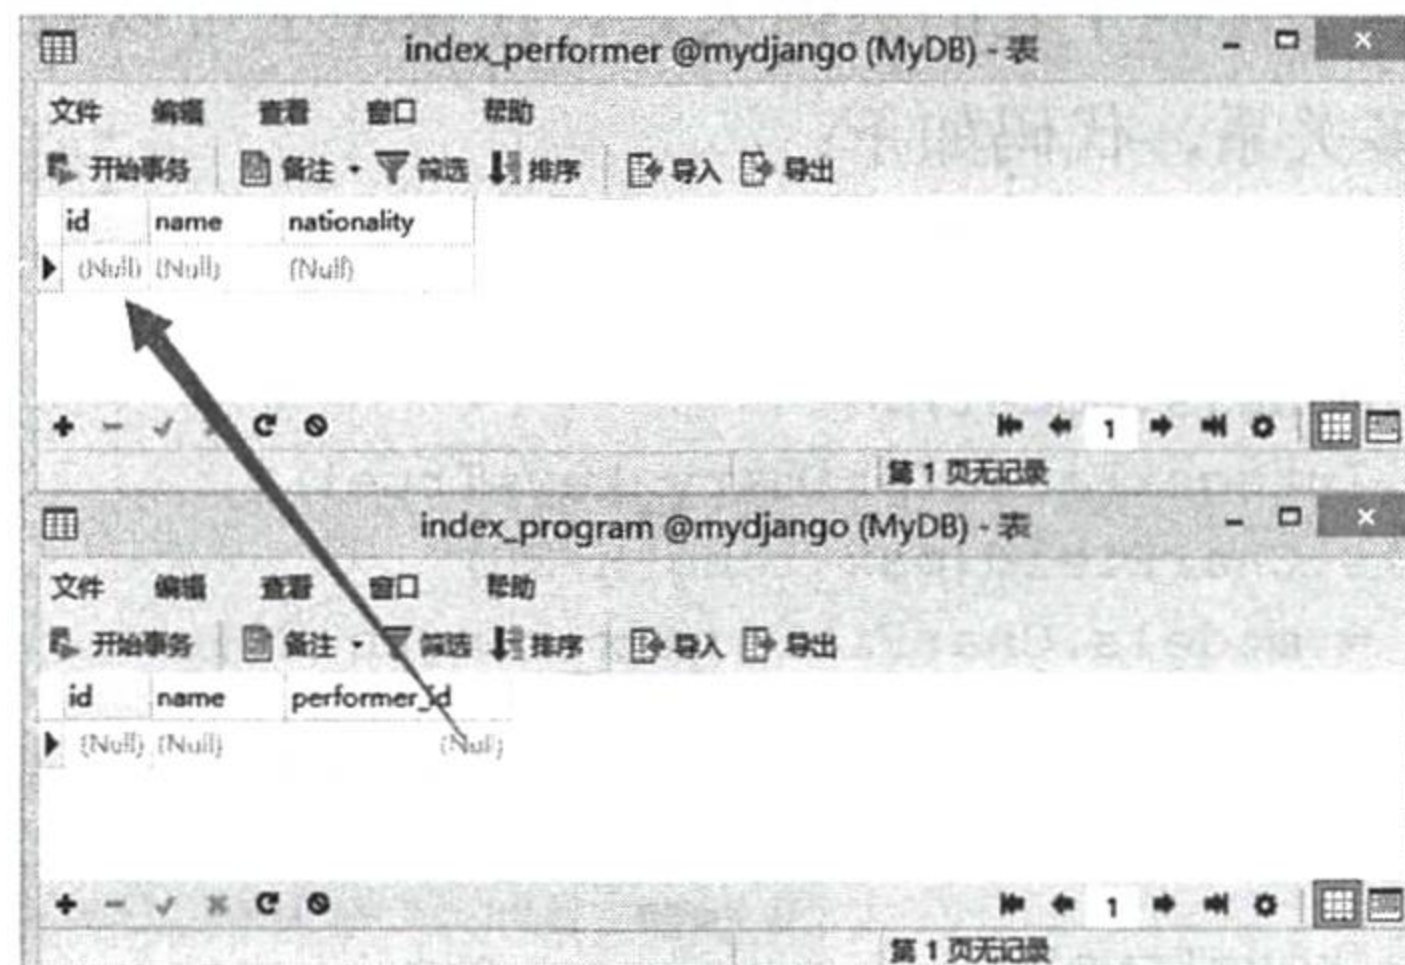 index_performer @mydjango (MyDB) - 表
文件 编辑 查看 窗口 帮助
开始事务 备注 筛选 排序 导入 导出
id name nationality
(Null) (Null) (Null)
1
第 1 页无记录
index_program @mydjango (MyDB) - 表
文件 编辑 查看 窗口 帮助
开始事务 备注 筛选 排序 导入 导出
id name performer_id
(Null) (Null) (Null)
1
第 1 页无记录